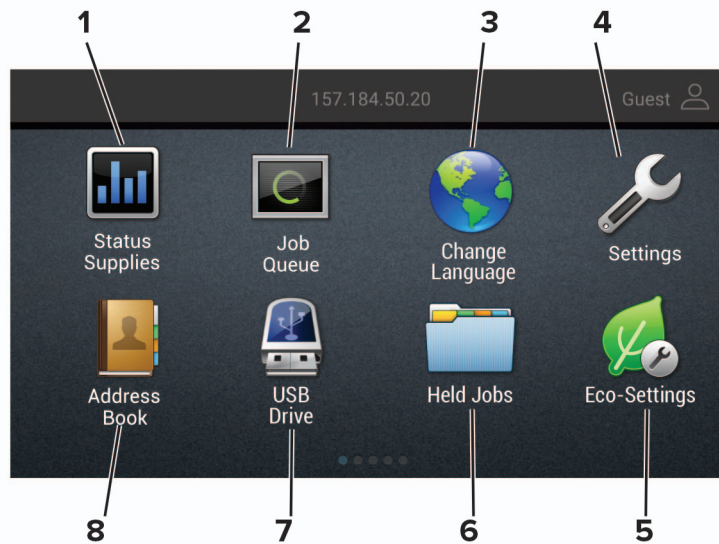 1 2 3 4
157.184.50.20 Guest
Status Supplies
Job Queue
Change Language
Settings
Address Book
USB Drive
Held Jobs
Eco-Settings
8 7 6 5